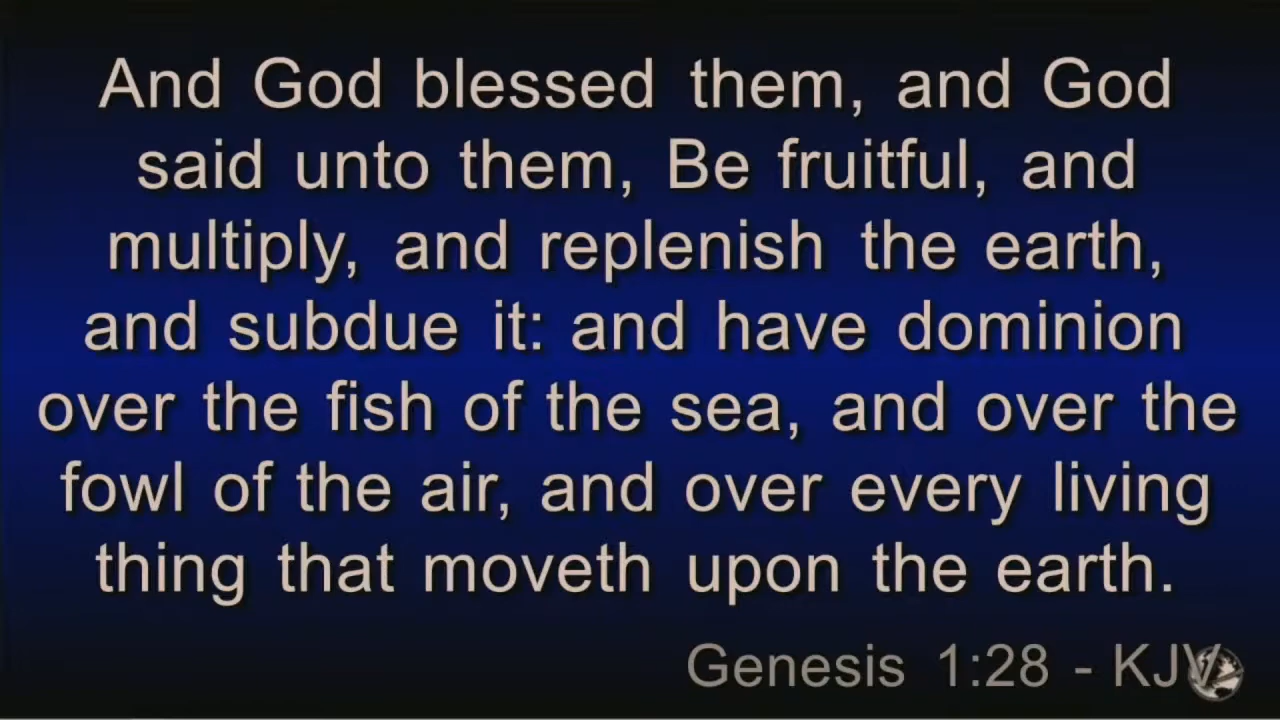 And God blessed them, and God
said unto them, Be fruitful, and
multiply, and replenish the earth,
and subdue it: and have dominion
over the fish of the sea, and over the
fowl of the air, and over every living
thing that moveth upon the earth.
Genesis 1:28 - KJV